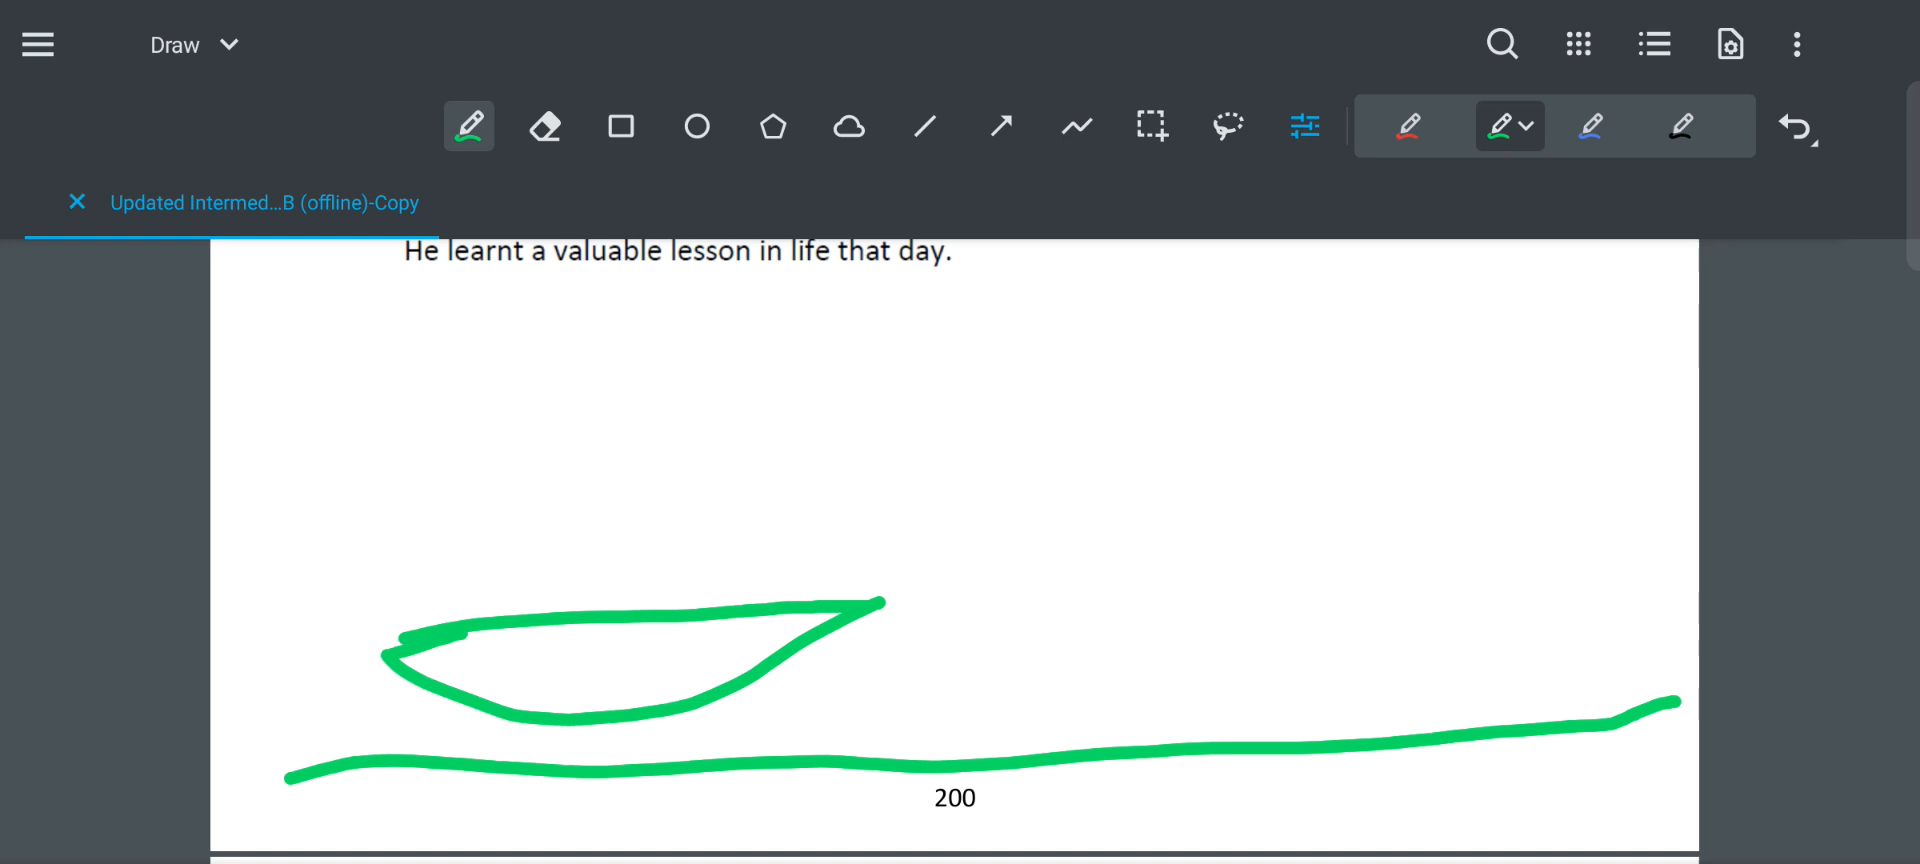 Draw
Updated Intermed...B (offline)-Copy
He learnt a valuable lesson in life that day.
200